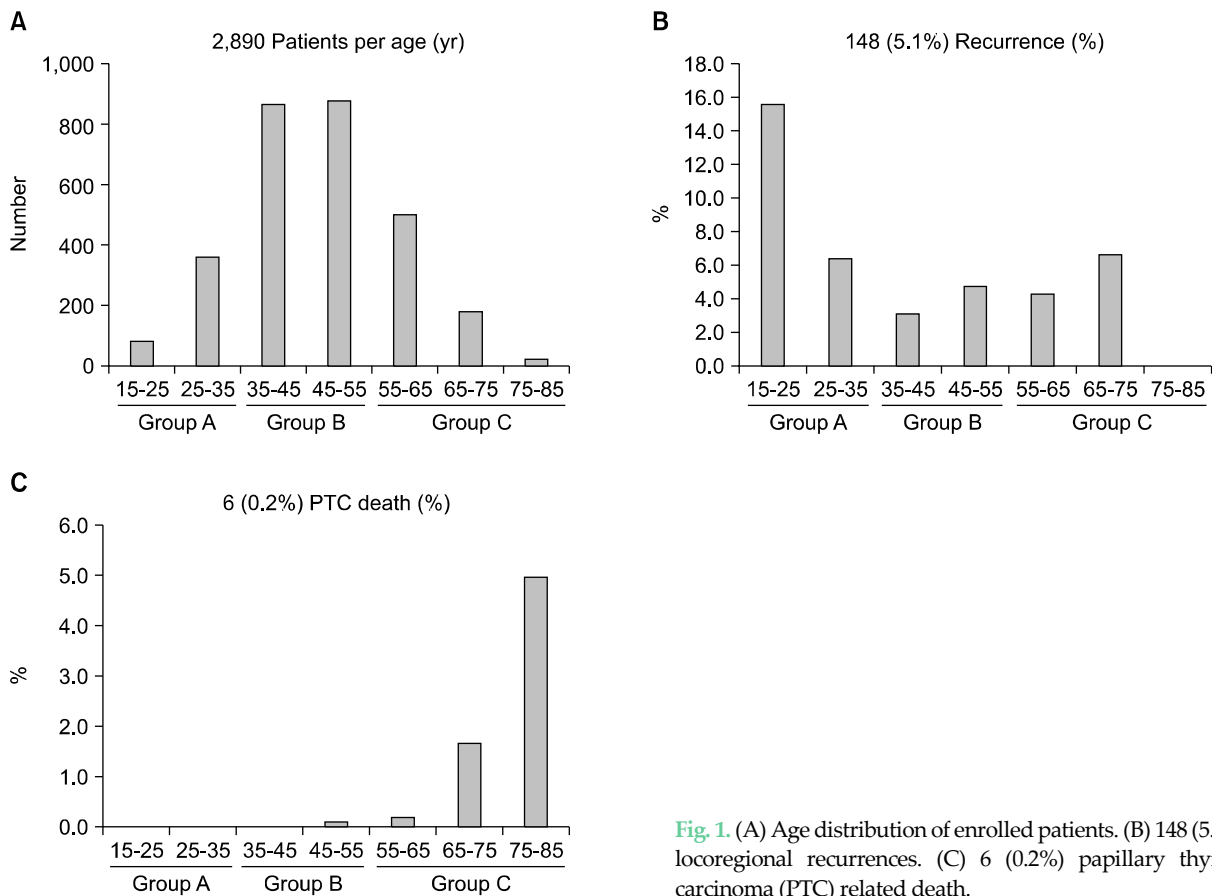 A
2,890 Patients per age (yr)
Number
1,000
800
600
400
200
0
15-25 25-35 35-45 45-55 55-65 65-75 75-85
Group A Group B Group C
B
148 (5.1%) Recurrence (%)
%
18.0
16.0
14.0
12.0
10.0
8.0
6.0
4.0
2.0
0.0
15-25 25-35 35-45 45-55 55-65 65-75 75-85
Group A Group B Group C
C
6 (0.2%) PTC death (%)
%
6.0
5.0
4.0
3.0
2.0
1.0
0.0
15-25 25-35 35-45 45-55 55-65 65-75 75-85
Group A Group B Group C
Fig. 1. (A) Age distribution of enrolled patients. (B) 148 (5.
locoregional recurrences. (C) 6 (0.2%) papillary thy
carcinoma (PTC) related death.